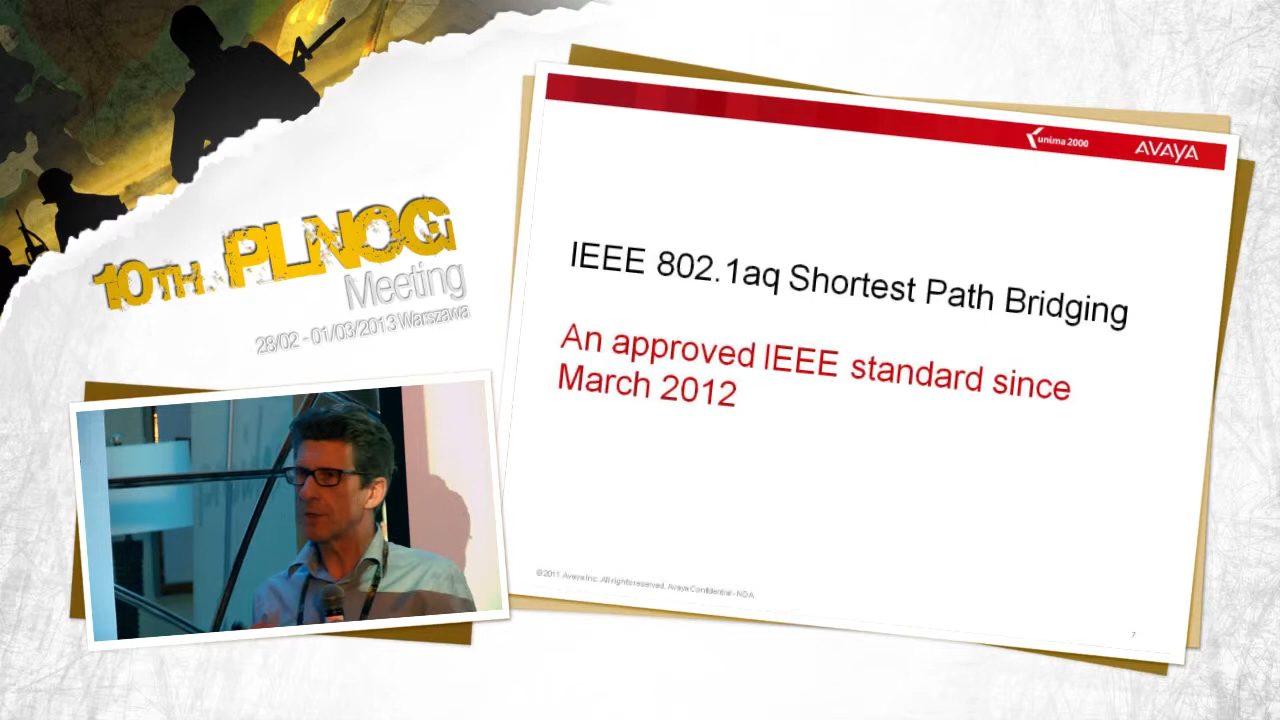 10TH. PLNOG
Meeting
28/02 - 01/03/2013 Warszawa
unima 2000
AVAYA
IEEE 802.1aq Shortest Path Bridging
An approved IEEE standard since
March 2012
©2011 Avaya Inc. All rights reserved. Avaya Confidential - NDA
7